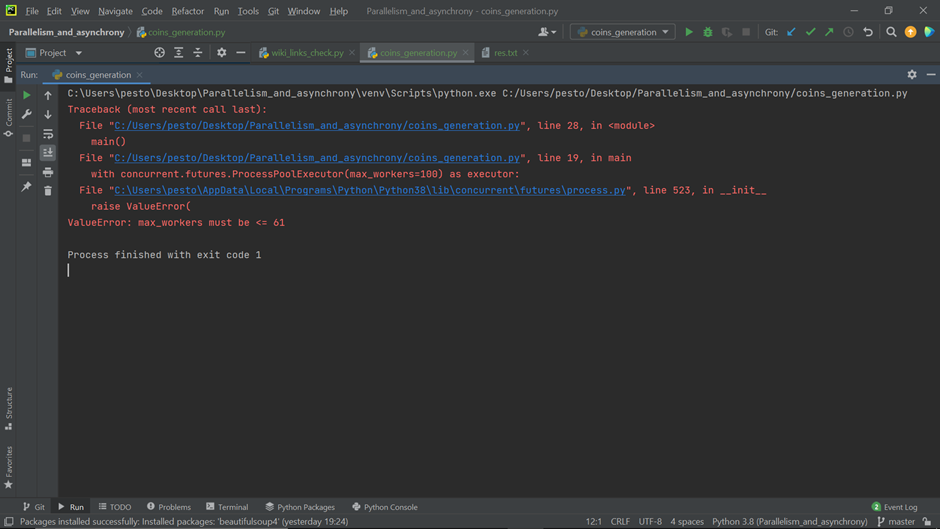 File Edit View Navigate Code Refactor Run Tools Git Window Help Parallelism_and_asynchrony - coins_generation.py
Parallelism_and_asynchrony coins_generation.py coins_generation Git:
Project wiki_links_check.py coins_generation.py res.txt
Run: coins_generation
C:\Users\pesto\Desktop\Parallelism_and_asynchrony\venv\Scripts\python.exe C:/Users/pesto/Desktop/Parallelism_and_asynchrony/coins_generation.py
Traceback (most recent call last):
File "C:/Users/pesto/Desktop/Parallelism_and_asynchrony/coins_generation.py", line 28, in <module>
main()
File "C:/Users/pesto/Desktop/Parallelism_and_asynchrony/coins_generation.py", line 19, in main
with concurrent.futures.ProcessPoolExecutor(max_workers=100) as executor:
File "C:\Users\pesto\AppData\Local\Programs\Python\Python38\lib\concurrent\futures\process.py", line 523, in __init__
raise ValueError(
ValueError: max_workers must be <= 61
Process finished with exit code 1
Project
Commit
Structure
Favorites
Git Run TODO Problems Terminal Python Packages Python Console 2 Event Log
Packages installed successfully: Installed packages: 'beautifulsoup4' (yesterday 19:24) 12:1 CRLF UTF-8 4 spaces Python 3.8 (Parallelism_and_asynchrony) master